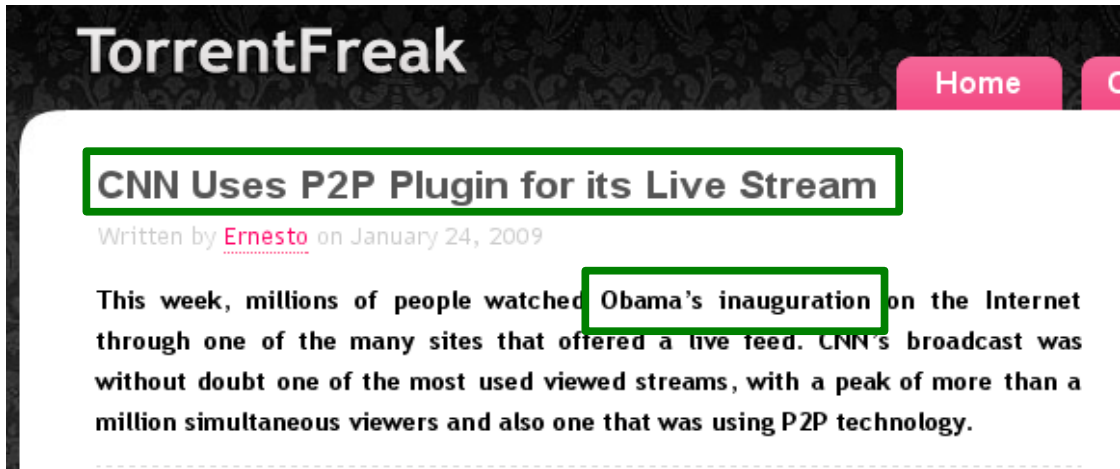 TorrentFreak
Home
CNN Uses P2P Plugin for its Live Stream
Written by Ernesto on January 24, 2009
This week, millions of people watched Obama's inauguration on the Internet
through one of the many sites that offered a live feed. CNN's broadcast was
without doubt one of the most used viewed streams, with a peak of more than a
million simultaneous viewers and also one that was using P2P technology.